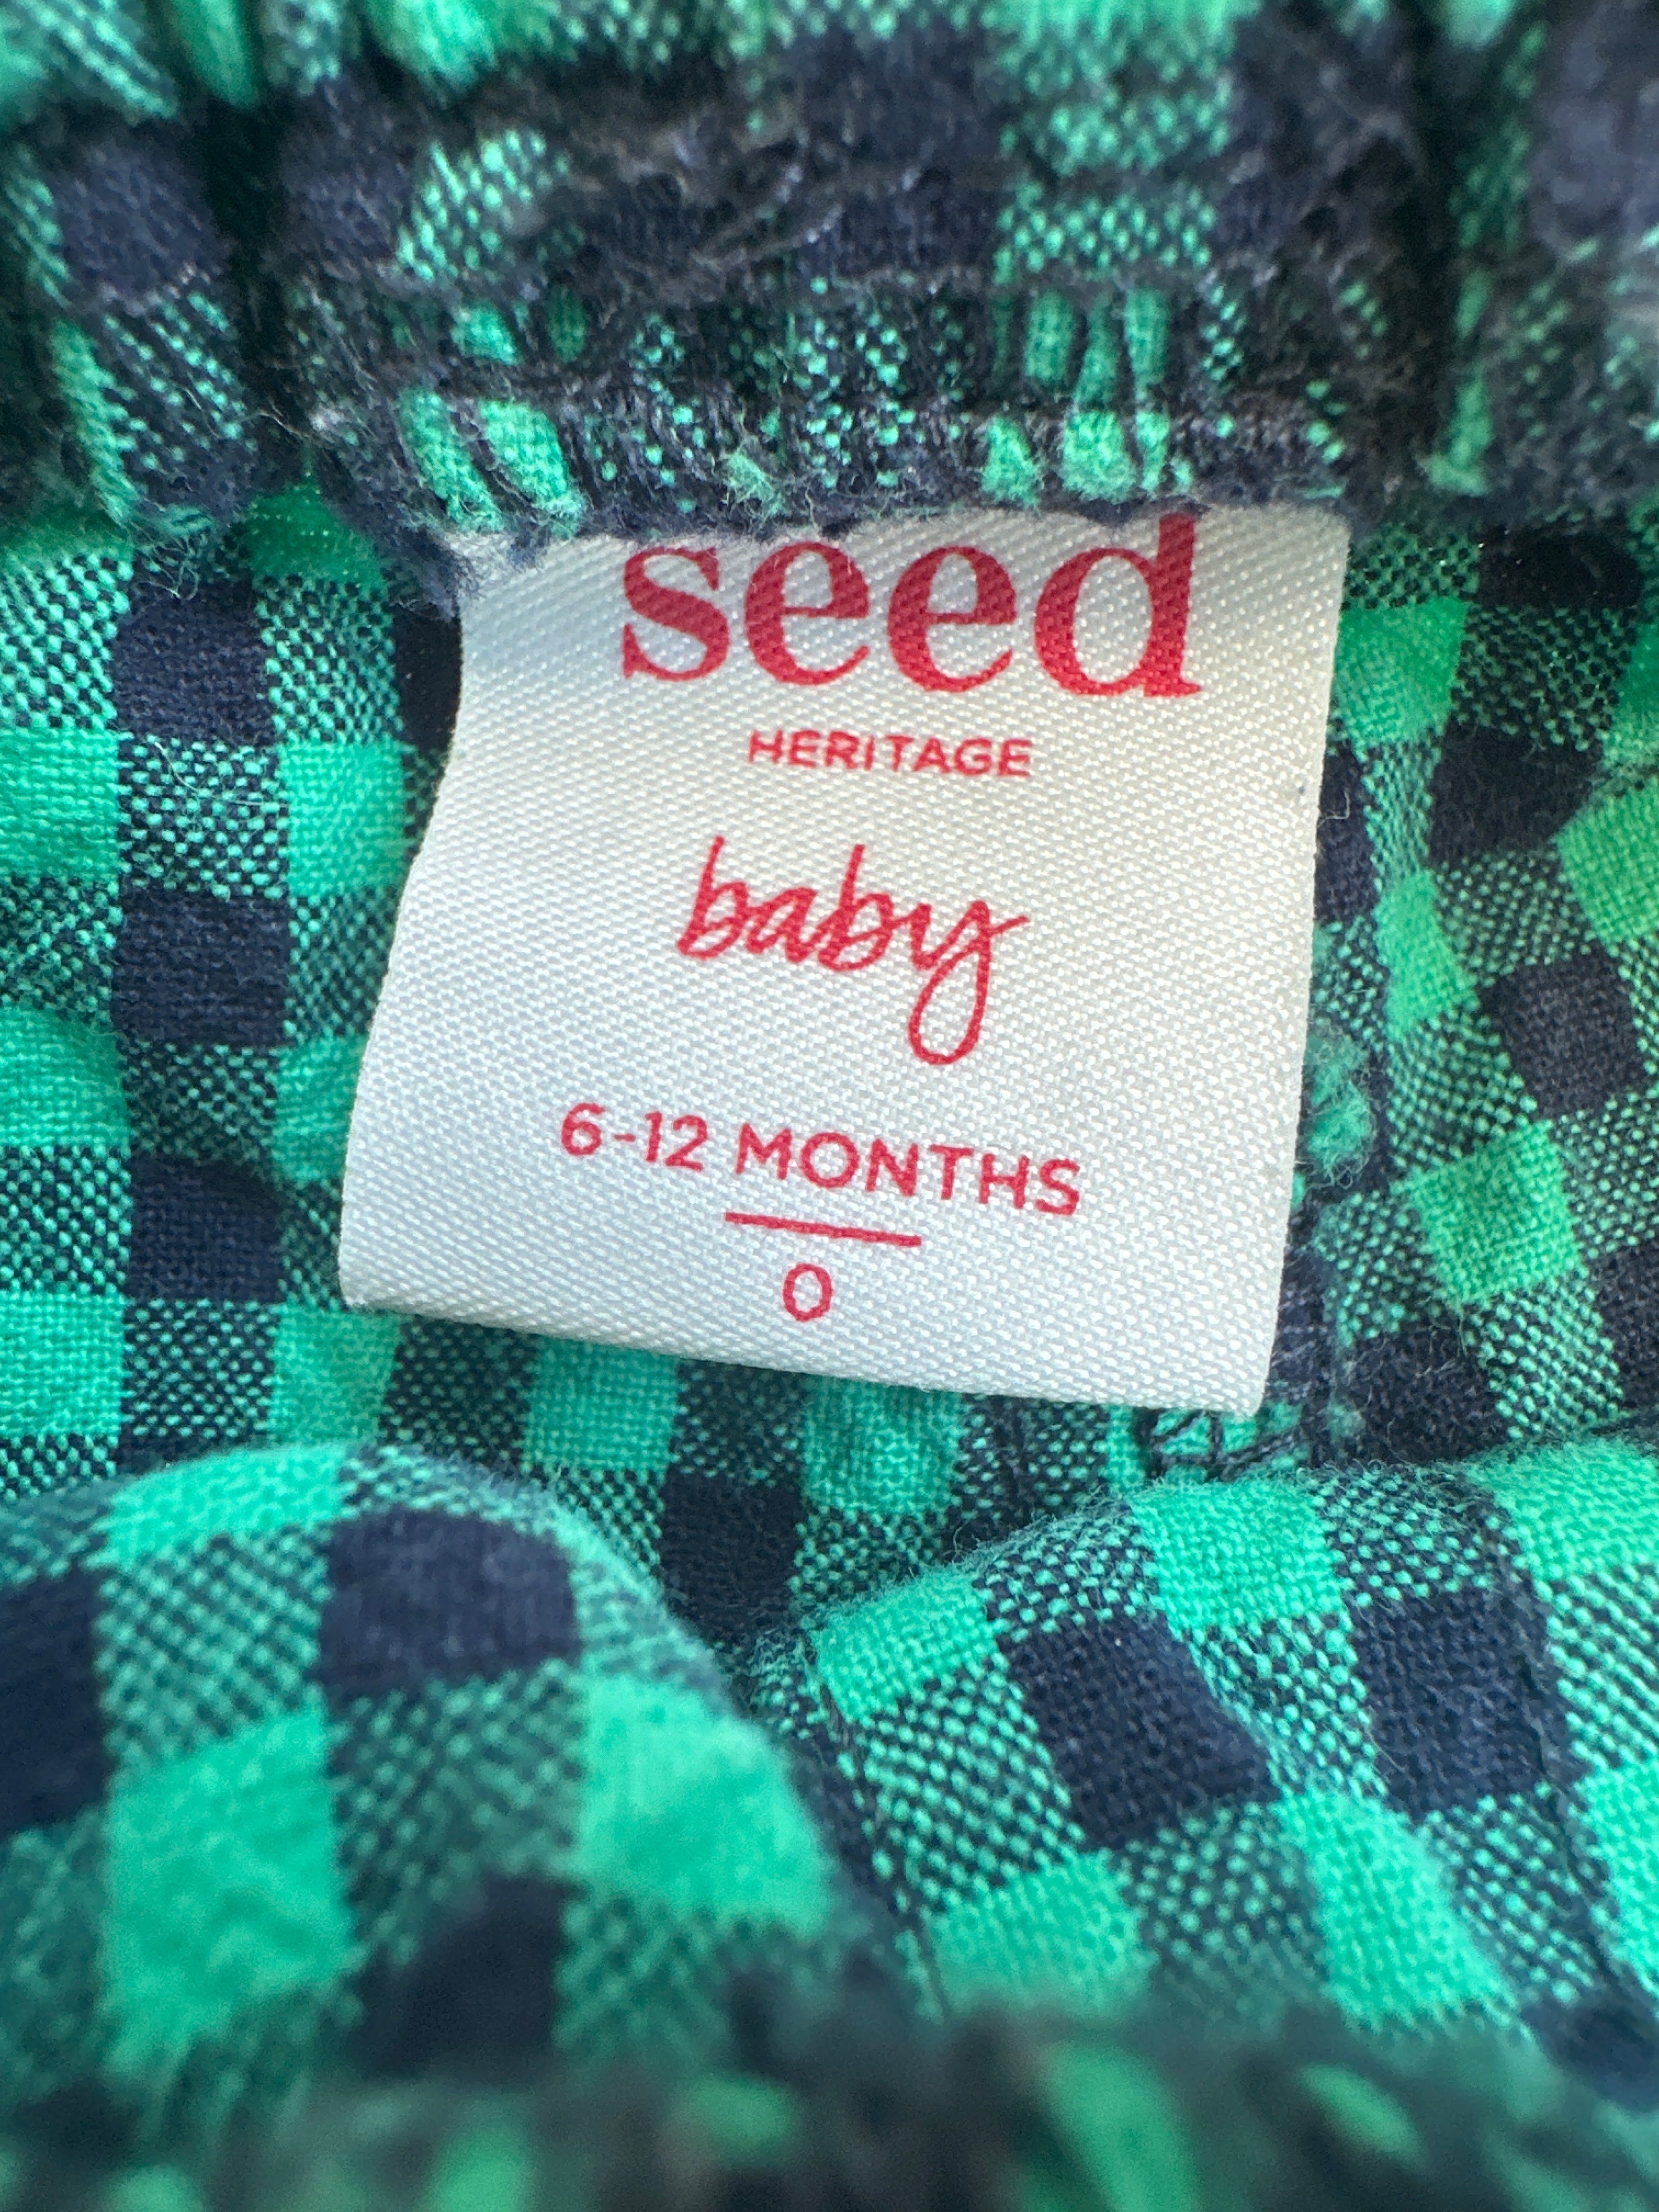 seed
HERITAGE
baby
6-12 MONTHS
0